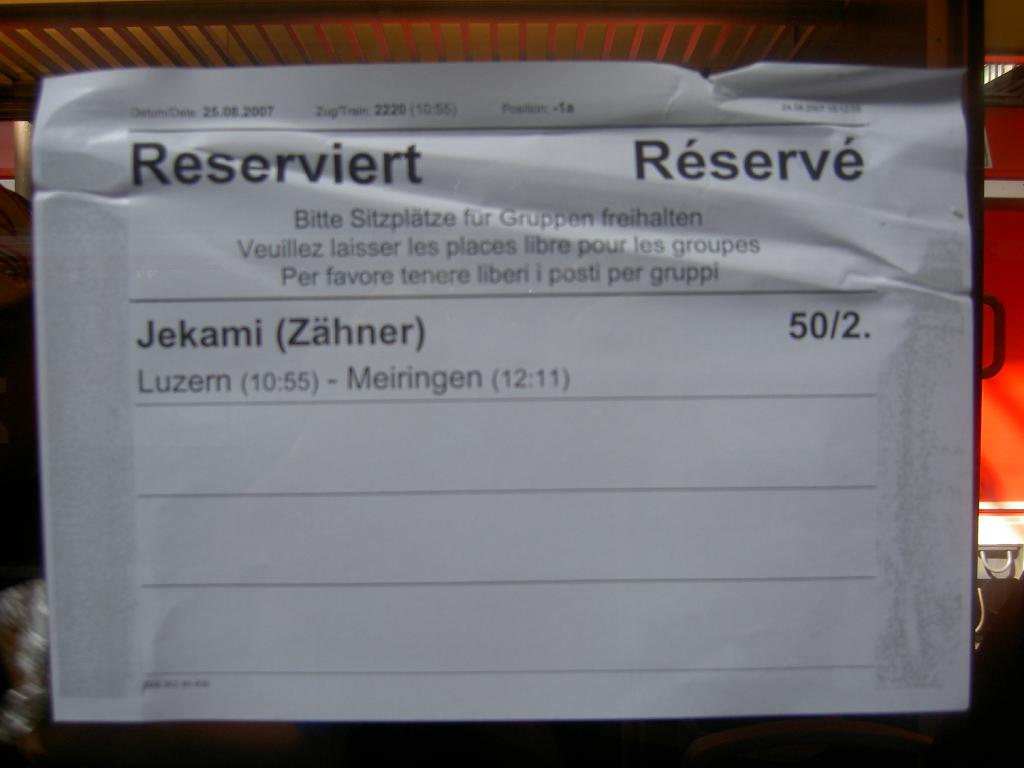 Datum/Date: 25.08.2007 Zug/Train: 2220 (10:55) Position: -1a
Reserviert Réservé
Bitte Sitzplätze für Gruppen freihalten
Veuillez laisser les places libre pour les groupes
Per favore tenere liberi i posti per gruppi
Jekami (Zähner) 50/2.
Luzern (10:55) - Meiringen (12:11)